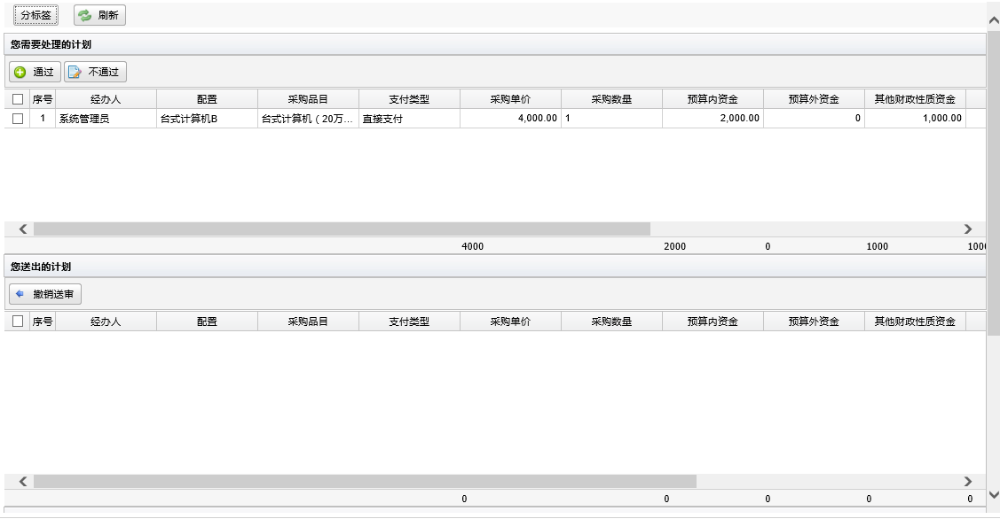 分标签 刷新
您需要处理的计划
通过 不通过
序号 经办人 配置 采购品目 支付类型 采购单价 采购数量 预算内资金 预算外资金 其他财政性质资金
1 系统管理员 台式计算机B 台式计算机（20万... 直接支付 4,000.00 1 2,000.00 0 1,000.00
4000 2000 0 1000
您送出的计划
撤销送审
序号 经办人 配置 采购品目 支付类型 采购单价 采购数量 预算内资金 预算外资金 其他财政性质资金
0 0 0 0 0